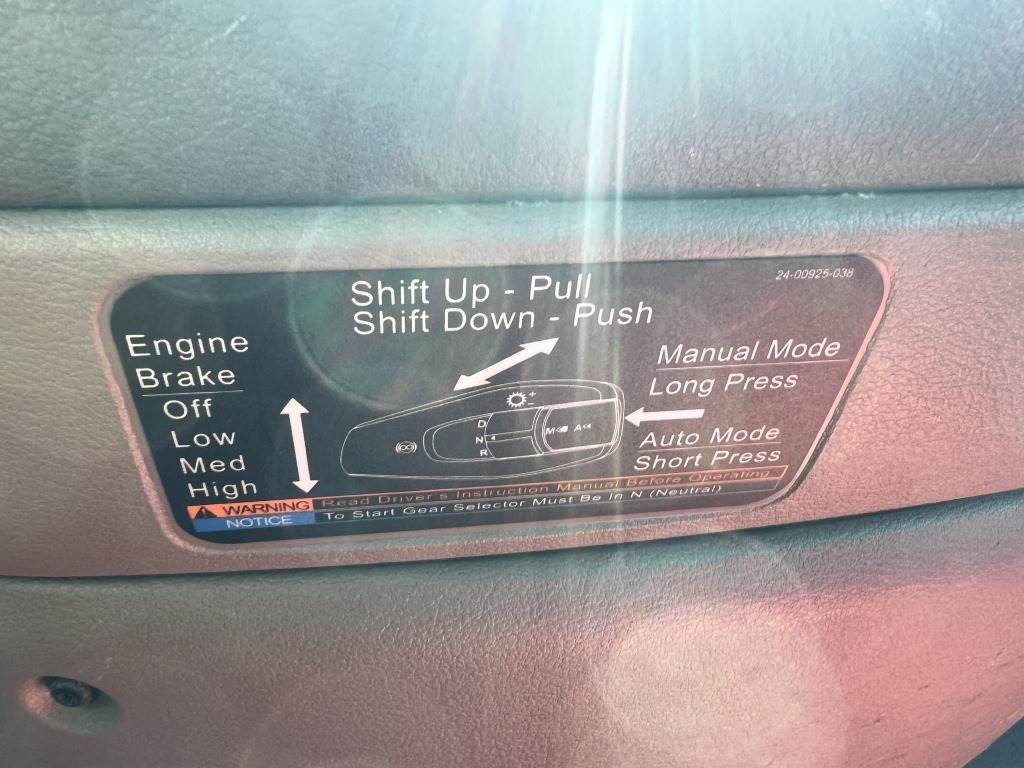 24-00925-038
Shift Up - Pull
Shift Down - Push
Engine
Brake
Off
Low
Med
High
Manual Mode
Long Press
Auto Mode
Short Press
+
-
D
N
R
M
A
WARNING Read Driver's Instruction Manual Before Operating
NOTICE To Start Gear Selector Must Be in N (Neutral)